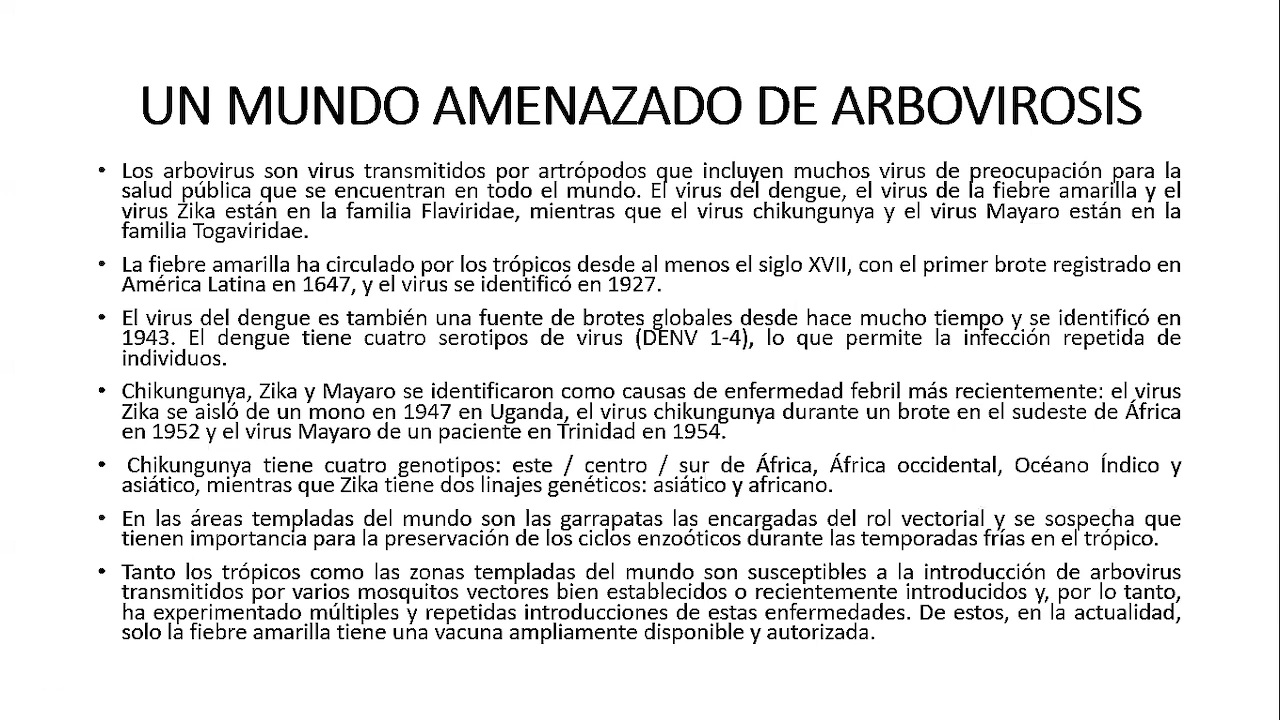 UN MUNDO AMENAZADO DE ARBOVIROSIS
• Los arbovirus son virus transmitidos por artrópodos que incluyen muchos virus de preocupación para la
salud pública que se encuentran en todo el mundo. El virus del dengue, el virus de la fiebre amarilla y el
virus Zika están en la familia Flaviridae, mientras que el virus chikungunya y el virus Mayaro están en la
familia Togaviridae.
• La fiebre amarilla ha circulado por los trópicos desde al menos el siglo XVII, con el primer brote registrado en
América Latina en 1647, y el virus se identificó en 1927.
• El virus del dengue es también una fuente de brotes globales desde hace mucho tiempo y se identificó en
1943. El dengue tiene cuatro serotipos de virus (DENV 1-4), lo que permite la infección repetida de
individuos.
• Chikungunya, Zika y Mayaro se identificaron como causas de enfermedad febril más recientemente: el virus
Zika se aisló de un mono en 1947 en Uganda, el virus chikungunya durante un brote en el sudeste de África
en 1952 y el virus Mayaro de un paciente en Trinidad en 1954.
• Chikungunya tiene cuatro genotipos: este / centro / sur de África, África occidental, Océano Índico y
asiático, mientras que Zika tiene dos linajes genéticos: asiático y africano.
• En las áreas templadas del mundo son las garrapatas las encargadas del rol vectorial y se sospecha que
tienen importancia para la preservación de los ciclos enzoóticos durante las temporadas frías en el trópico.
• Tanto los trópicos como las zonas templadas del mundo son susceptibles a la introducción de arbovirus
transmitidos por varios mosquitos vectores bien establecidos o recientemente introducidos y, por lo tanto,
ha experimentado múltiples y repetidas introducciones de estas enfermedades. De estos, en la actualidad,
solo la fiebre amarilla tiene una vacuna ampliamente disponible y autorizada.